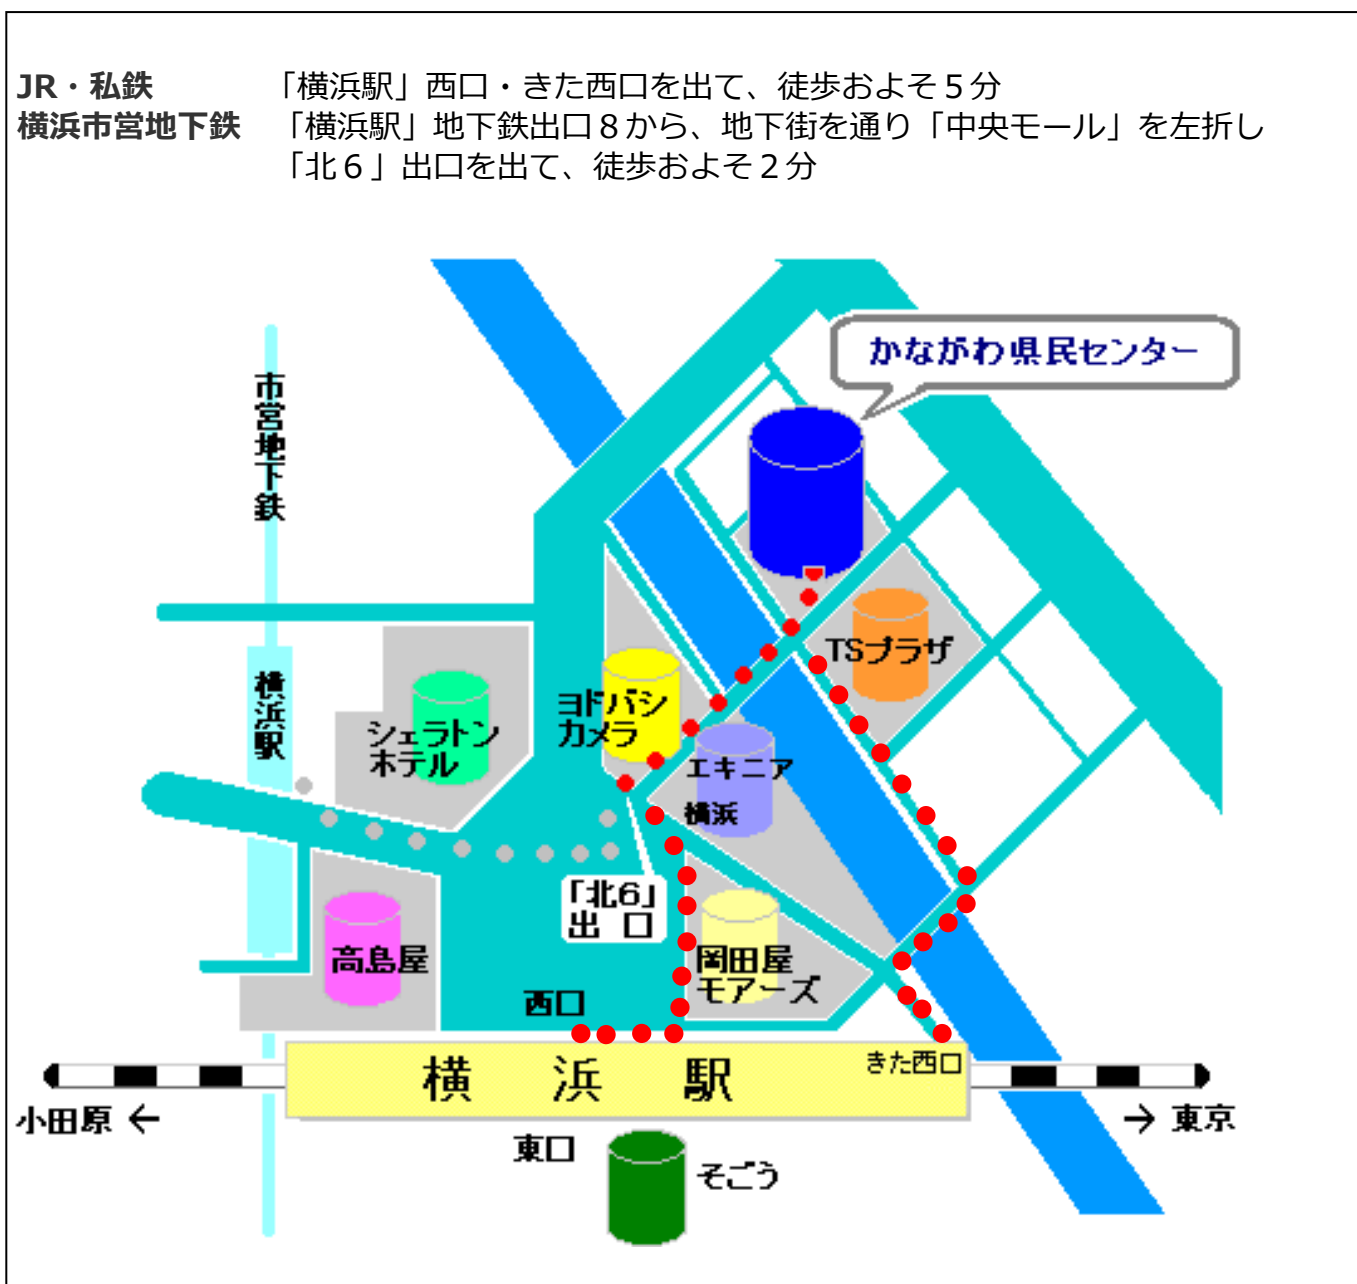 JR・私鉄 「横浜駅」西口・きた西口を出て、徒歩およそ５分
横浜市営地下鉄 「横浜駅」地下鉄出口８から、地下街を通り「中央モール」を左折し
「北６」出口を出て、徒歩およそ２分
かながわ県民センター
市営地下鉄
TSプラザ
横浜駅
シェラトン
ホテル
ヨドバシ
カメラ
エキニア
横浜
「北6」
出口
高島屋
岡田屋
モアーズ
西口
きた西口
横浜駅
小田原 ←
→ 東京
東口
そごう